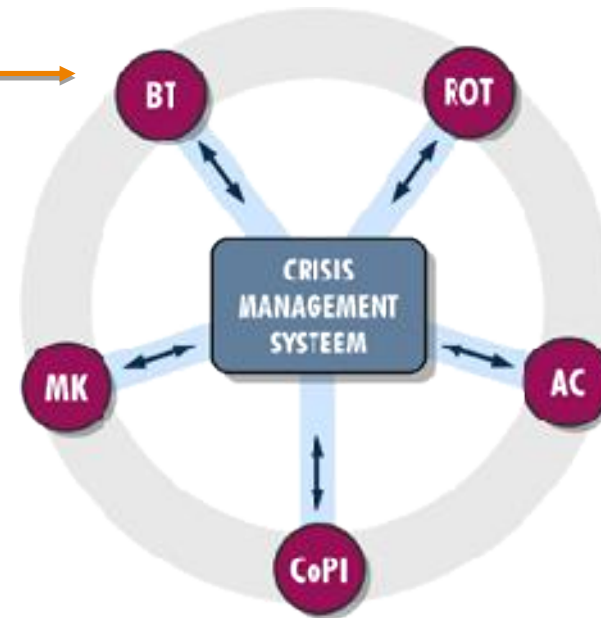 BT
ROT
CRISIS
MANAGEMENT
SYSTEEM
MK
AC
CoPI